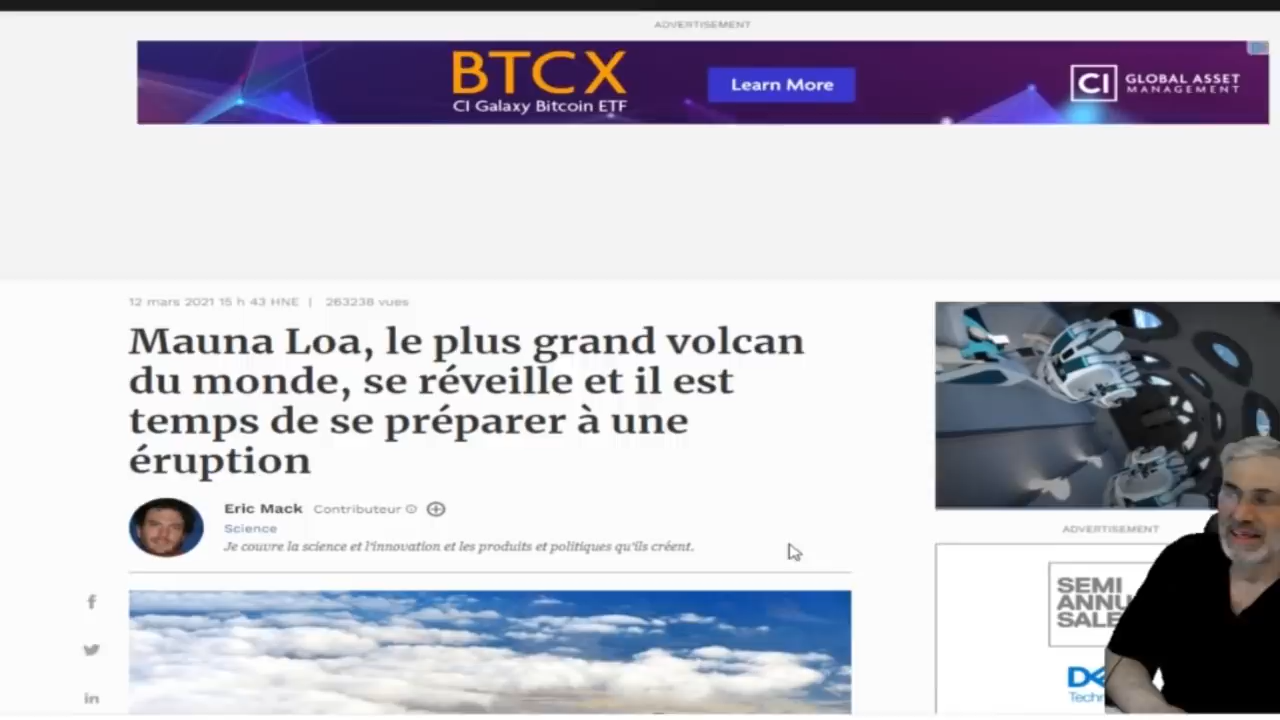 ADVERTISEMENT
BTCX
CI Galaxy Bitcoin ETF
Learn More
CI GLOBAL ASSET
MANAGEMENT
12 mars 2021 15 h 43 HNE | 263238 vues
Mauna Loa, le plus grand volcan
du monde, se réveille et il est
temps de se préparer à une
éruption
Eric Mack Contributeur
Science
Je couvre la science et l'innovation et les produits et politiques qu'ils créent.
ADVERTISEMENT
SEMI
ANNU
SALE